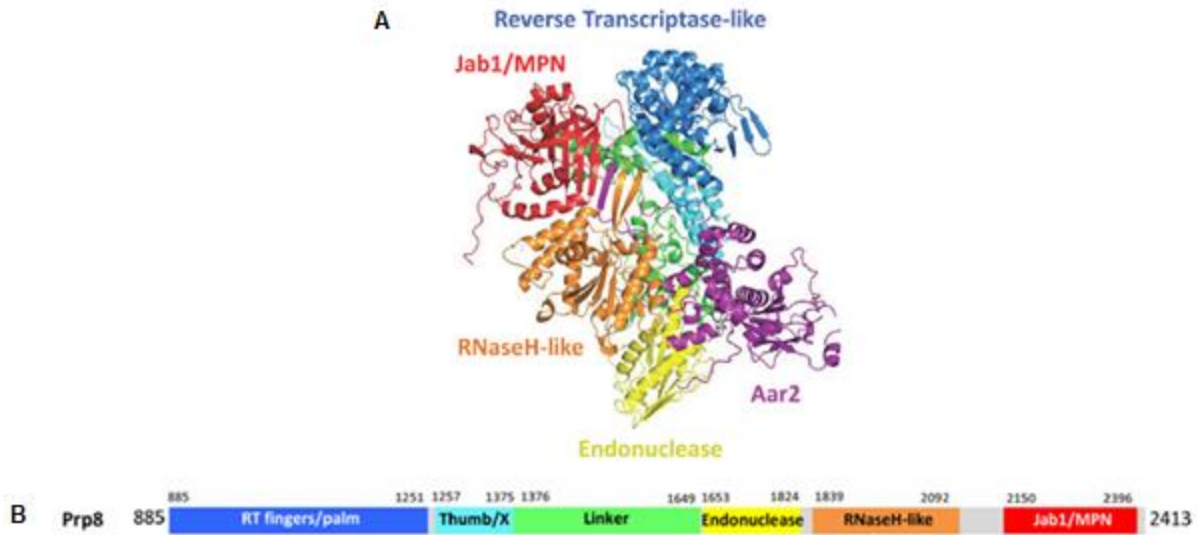 A
Reverse Transcriptase-like
Jab1/MPN
RNaseH-like
Aar2
Endonuclease
885 1251 1257 1375 1376 1649 1653 1824 1839 2092 2150 2396
B Prp8 885 RT fingers/palm Thumb/X Linker Endonuclease RNaseH-like Jab1/MPN 2413